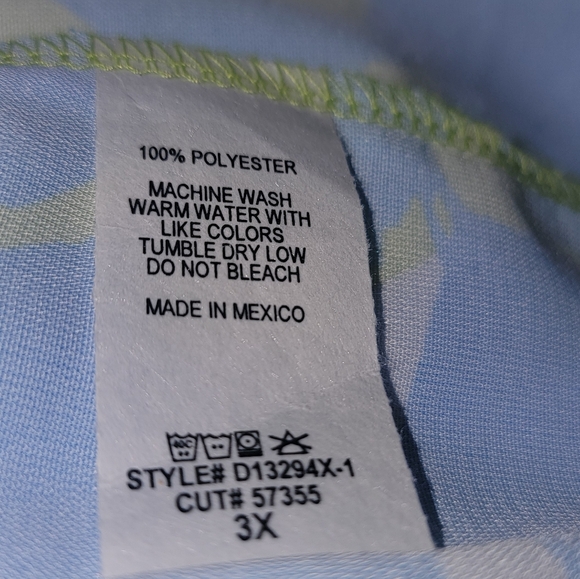 100% POLYESTER
MACHINE WASH
WARM WATER WITH
LIKE COLORS
TUMBLE DRY LOW
DO NOT BLEACH
MADE IN MEXICO
40C
STYLE# D13294X-1
CUT# 57355
3X